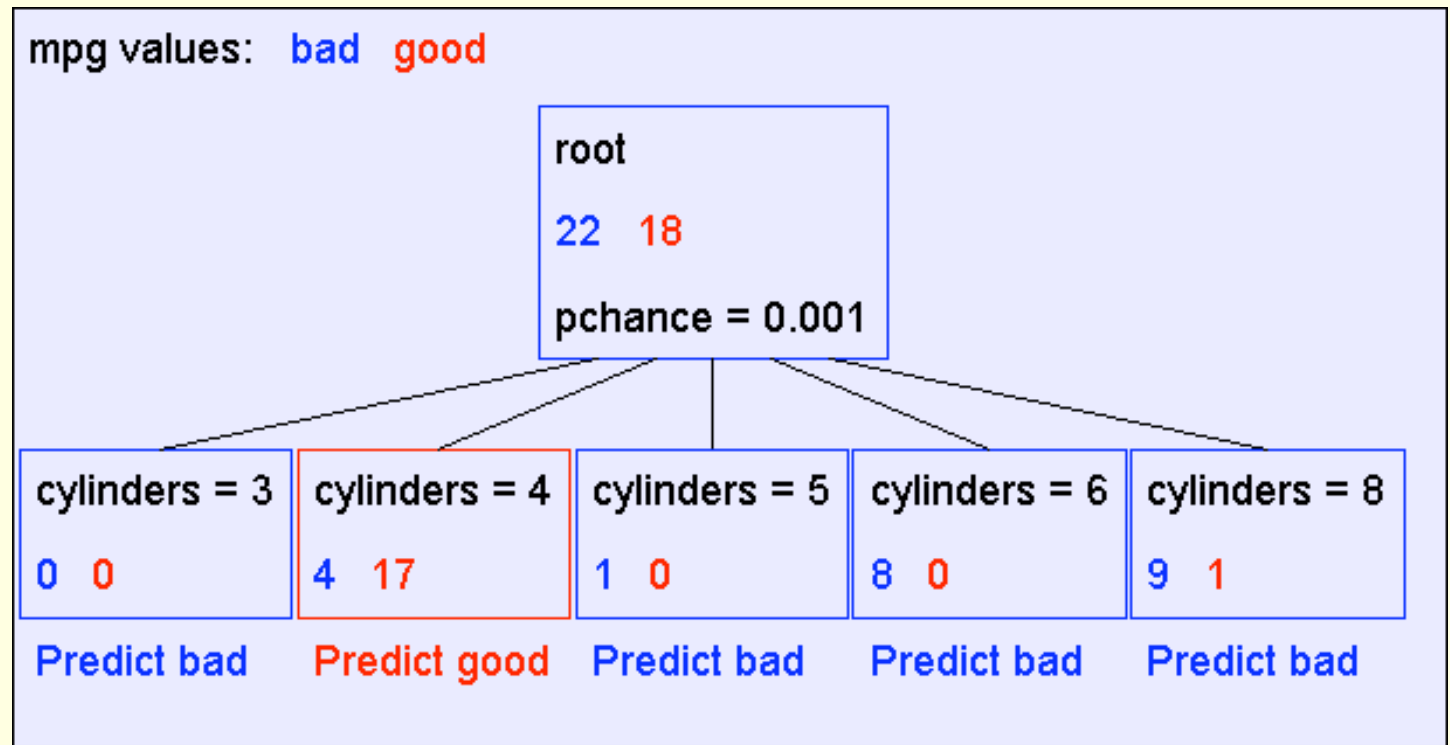 mpg values: bad good
root
22 18
pchance = 0.001
cylinders = 3
0 0
Predict bad
cylinders = 4
4 17
Predict good
cylinders = 5
1 0
Predict bad
cylinders = 6
8 0
Predict bad
cylinders = 8
9 1
Predict bad